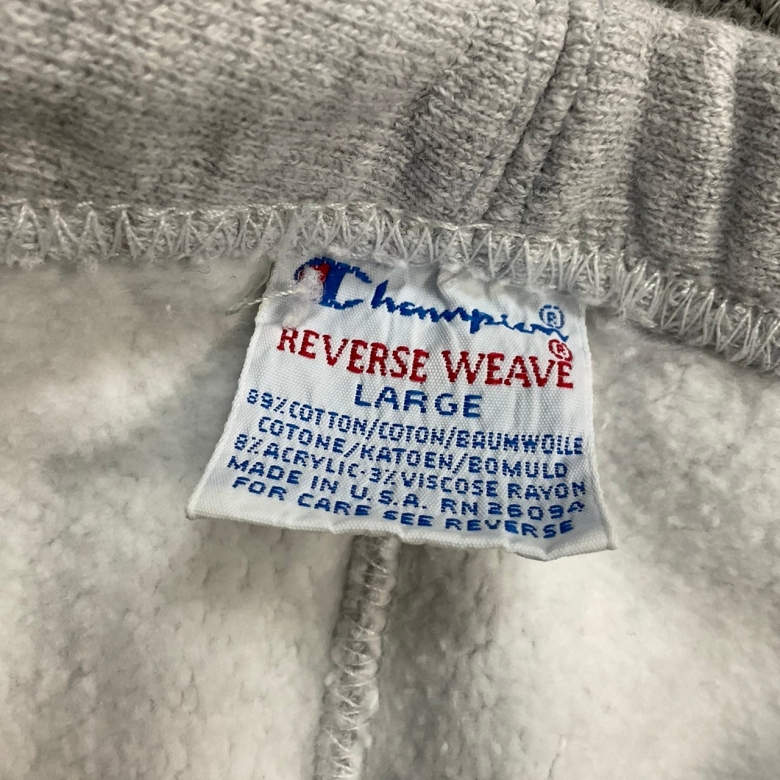 Champion®
REVERSE WEAVE®
LARGE
89% COTTON/COTON/BAUMWOLLE
COTONE/KATOEN/BOMULD
8% ACRYLIC-3% VISCOSE RAYON
MADE IN U.S.A. RN 26094
FOR CARE SEE REVERSE